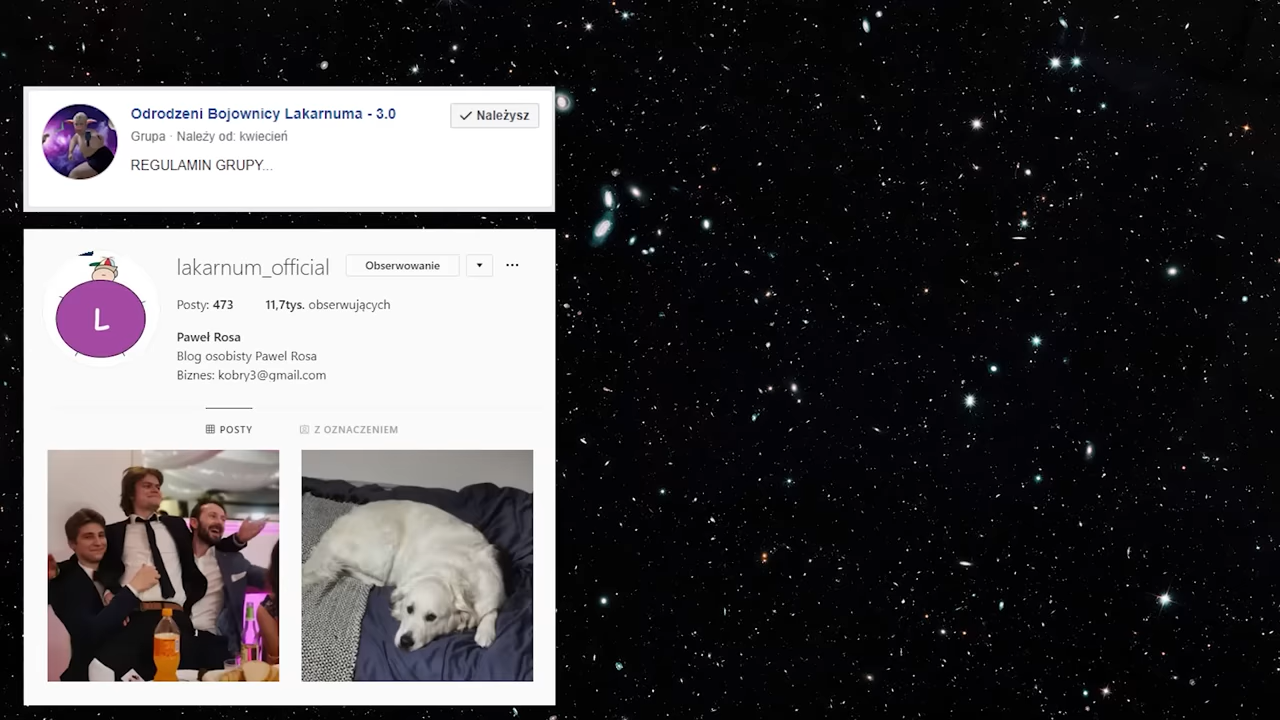 Odrodzeni Bojownicy Lakarnuma - 3.0
Należysz
Grupa · Należy od: kwiecień
REGULAMIN GRUPY...
lakarnum_official
Obserwowanie
Posty: 473 11,7tys. obserwujących
Paweł Rosa
Blog osobisty Paweł Rosa
Biznes: kobry3@gmail.com
L
POSTY
Z OZNACZENIEM